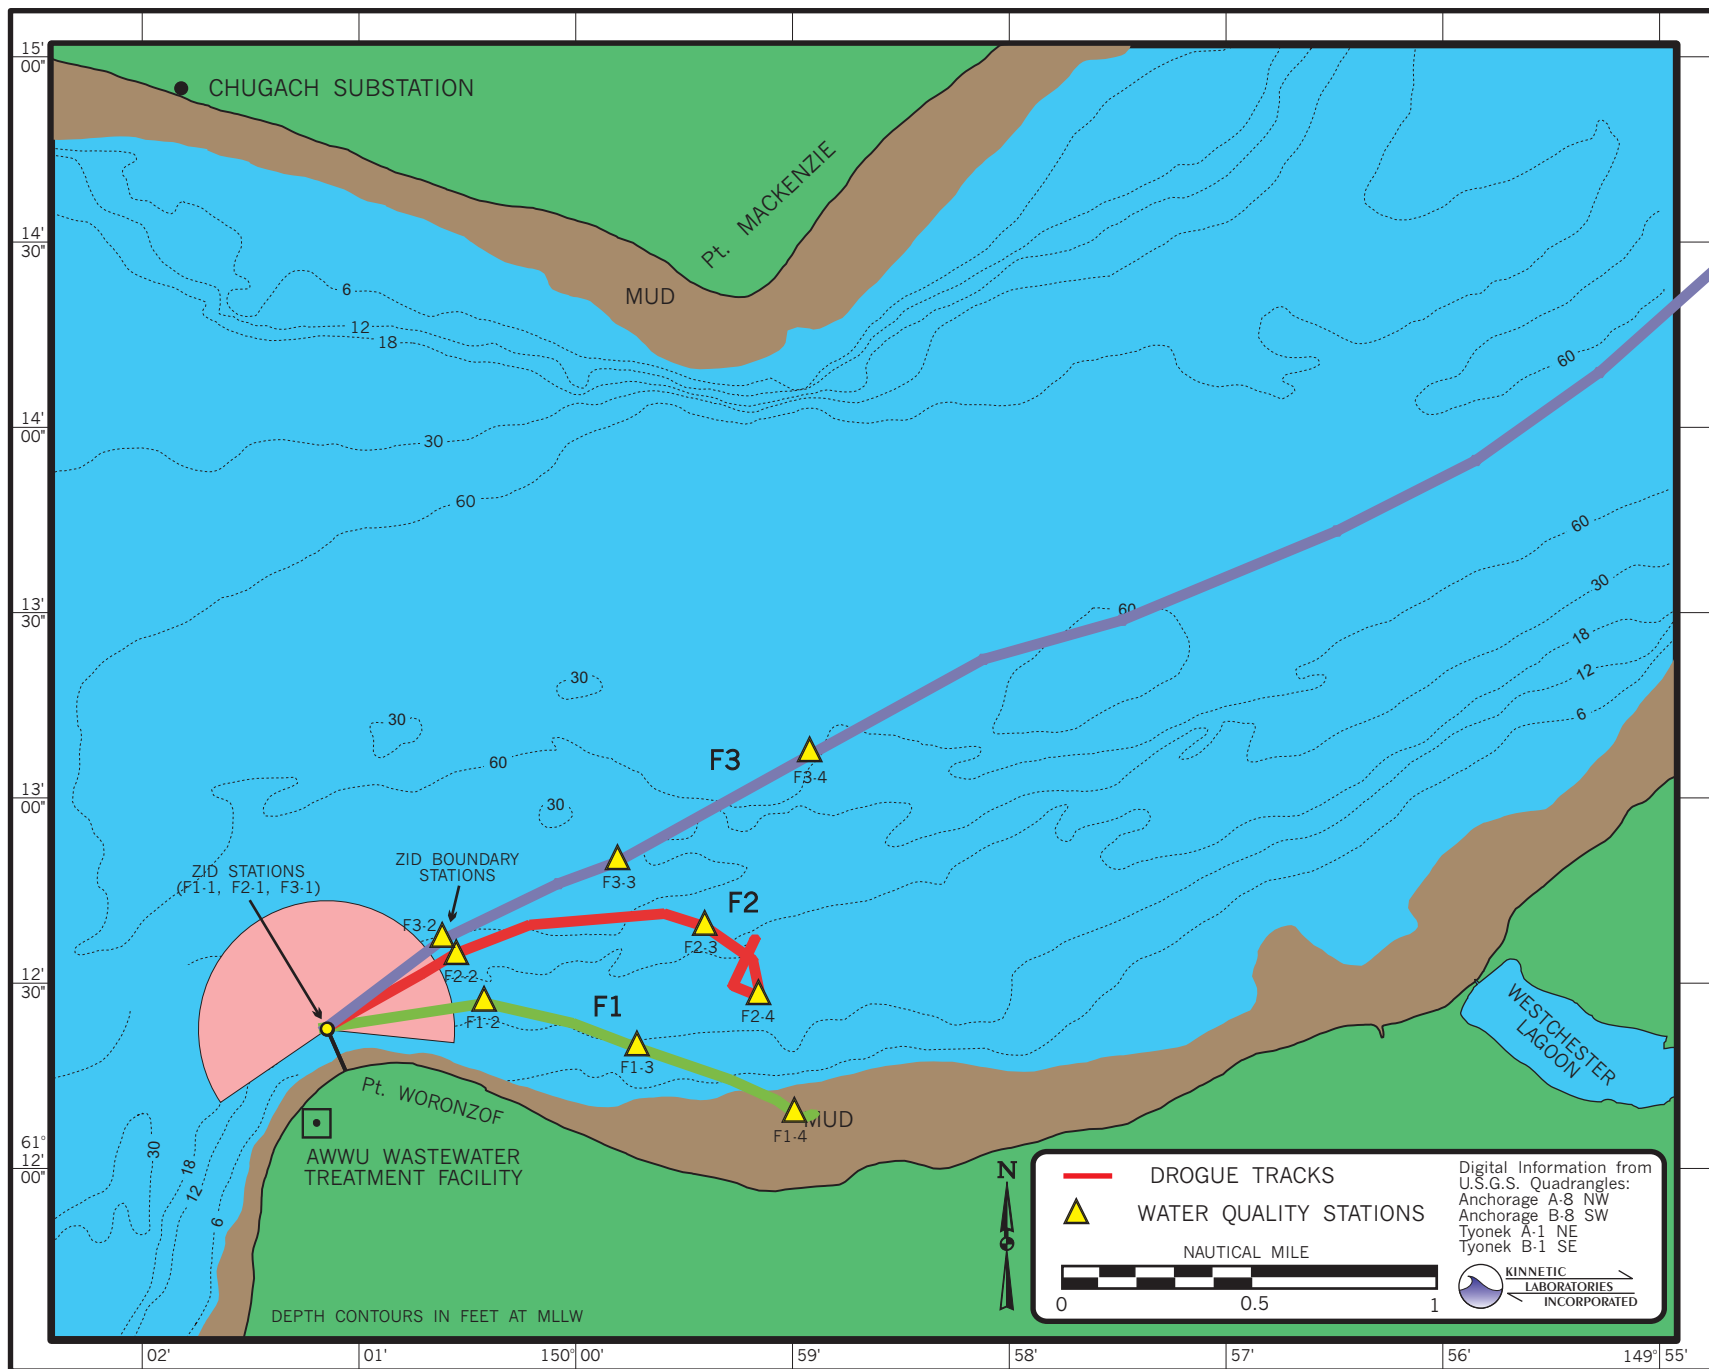 15'
00"
CHUGACH SUBSTATION
Pt. MACKENZIE
14'
30"
MUD
6
12
18
60
14'
00"
30
60
60
30
13'
30"
60
18
12
30
6
30
F3
60
F3-4
13'
00"
30
ZID BOUNDARY
STATIONS
ZID STATIONS
(F1-1, F2-1, F3-1)
F3-3
F2
F3-2
F2-3
F2-2
12'
30"
WESTCHESTER
LAGOON
F1
F2-4
F1-2
F1-3
Pt. WORONZOF
MUD
F1-4
61°
12'
00"
30
18
12
6
AWWU WASTEWATER
TREATMENT FACILITY
N
DROGUE TRACKS
WATER QUALITY STATIONS
NAUTICAL MILE
0
0.5
1
Digital Information from
U.S.G.S. Quadrangles:
Anchorage A-8 NW
Anchorage B-8 SW
Tyonek A-1 NE
Tyonek B-1 SE
KINNETIC
LABORATORIES
INCORPORATED
DEPTH CONTOURS IN FEET AT MLLW
02'
01'
150° 00'
59'
58'
57'
56'
149° 55'